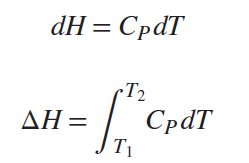 dH = C_P dT
ΔH = ∫_{T_1}^{T_2} C_P dT